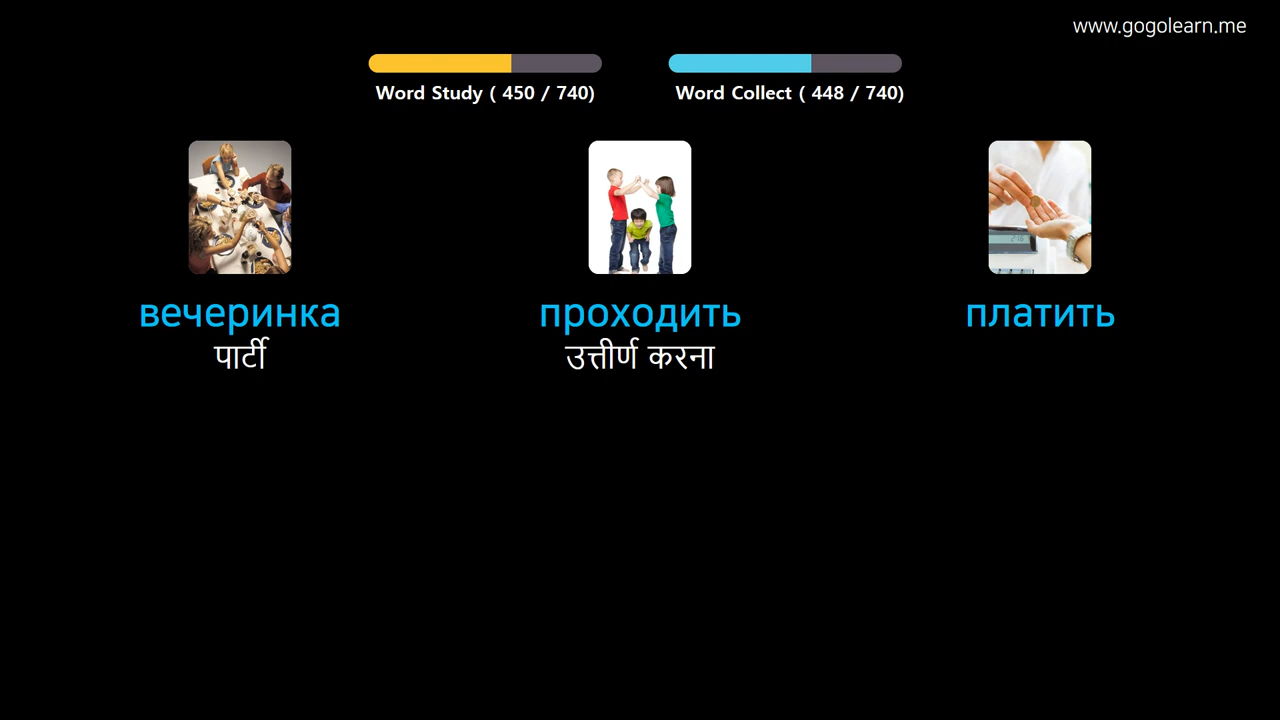 www.gogolearn.me
Word Study ( 450 / 740)
Word Collect ( 448 / 740)
вечеринка
पार्टी
проходить
उत्तीर्ण करना
платить